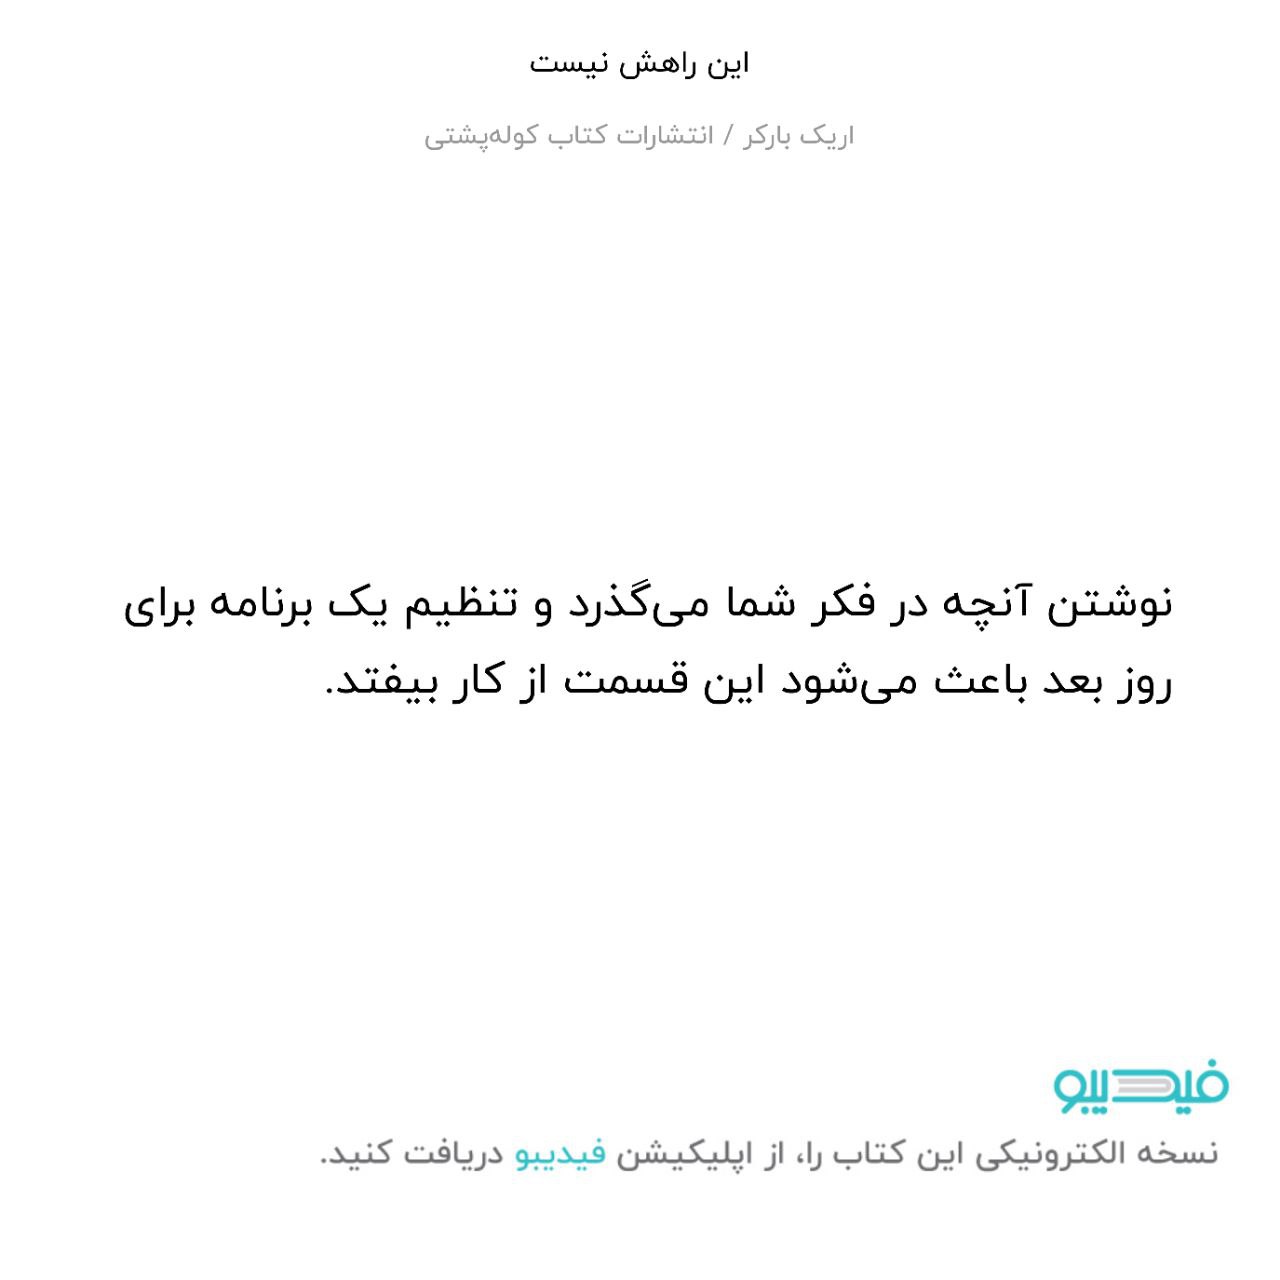 این راهش نیست
اریک بارکر / انتشارات کتاب کوله‌پشتی
نوشتن آنچه در فکر شما می‌گذرد و تنظیم یک برنامه برای
روز بعد باعث می‌شود این قسمت از کار بیفتد.
فیدیبو
نسخه الکترونیکی این کتاب را، از اپلیکیشن فیدیبو دریافت کنید.